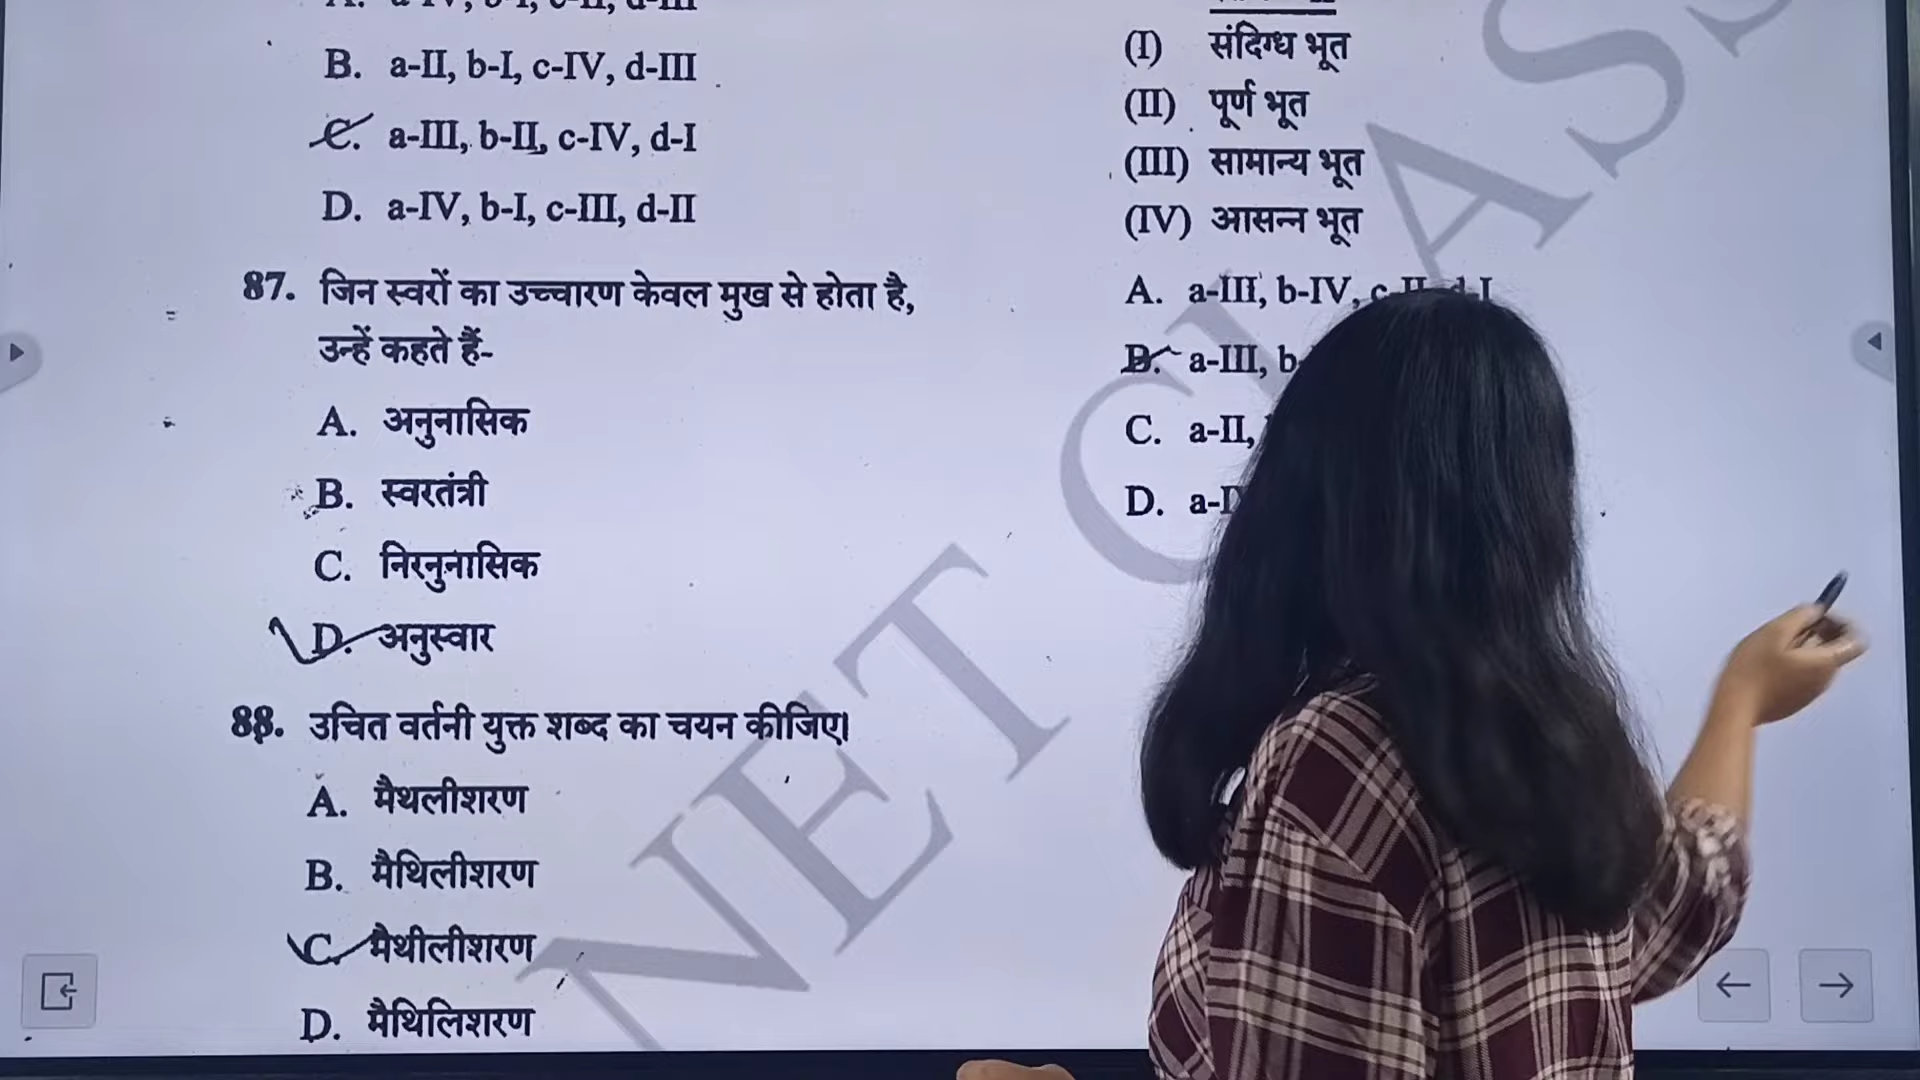 B. a-II, b-I, c-IV, d-III
C. a-III, b-II, c-IV, d-I
D. a-IV, b-I, c-III, d-II
87. जिन स्वरों का उच्चारण केवल मुख से होता है,
उन्हें कहते हैं-
A. अनुनासिक
B. स्वरतंत्री
C. निरनुनासिक
D. अनुस्वार
88. उचित वर्तनी युक्त शब्द का चयन कीजिए।
A. मैथलीशरण
B. मैथिलीशरण
C. मैथीलीशरण
D. मैथिलिशरण
(I) संदिग्ध भूत
(II) पूर्ण भूत
(III) सामान्य भूत
(IV) आसन्न भूत
A. a-III, b-IV,
B. a-III,
C. a-II,
D.
NET